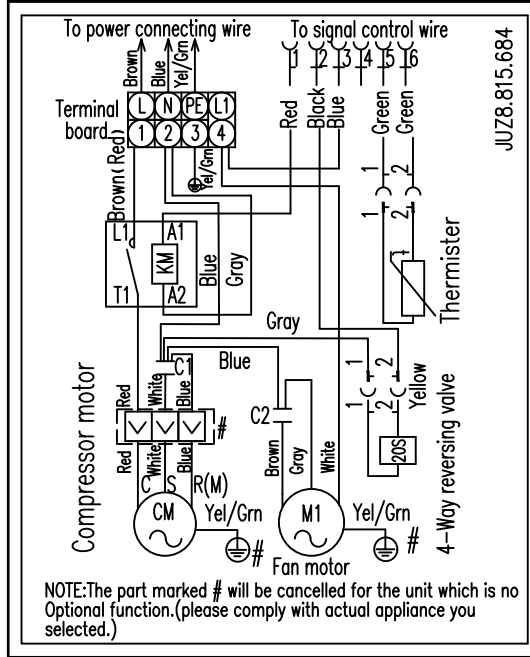 To power connecting wire
To signal control wire
JUZ8.815.684
Brown
Blue
Yel/Grn
1 2 3 4 5 6
Terminal
board
L N PE L1
1 2 3 4
Red
Black
Blue
Green
Green
Brown(Red)
Yel/Grn
1 2
1 2
L1 A1
KM
T1 A2
Blue
Gray
Thermister
Gray
Blue
C1
1 2
1 2
Yellow
20S
4-Way reversing valve
Compressor motor
Red
White
Blue
#
Red
White
Blue
C S R(M)
CM
Yel/Grn
#
C2
Brown
Gray
White
M1
Yel/Grn
#
Fan motor
NOTE:The part marked # will be cancelled for the unit which is no
Optional function.(please comply with actual appliance you
selected.)